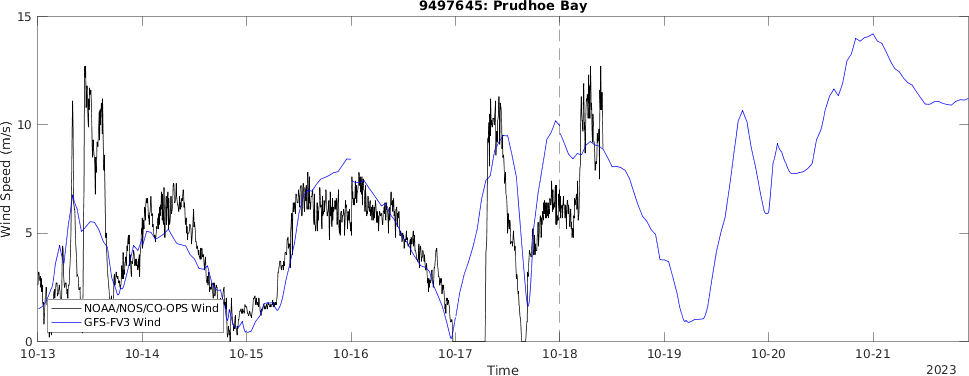 9497645: Prudhoe Bay
15
10
5
0
Wind Speed (m/s)
NOAA/NOS/CO-OPS Wind
GFS-FV3 Wind
10-13 10-14 10-15 10-16 10-17 10-18 10-19 10-20 10-21
Time
2023